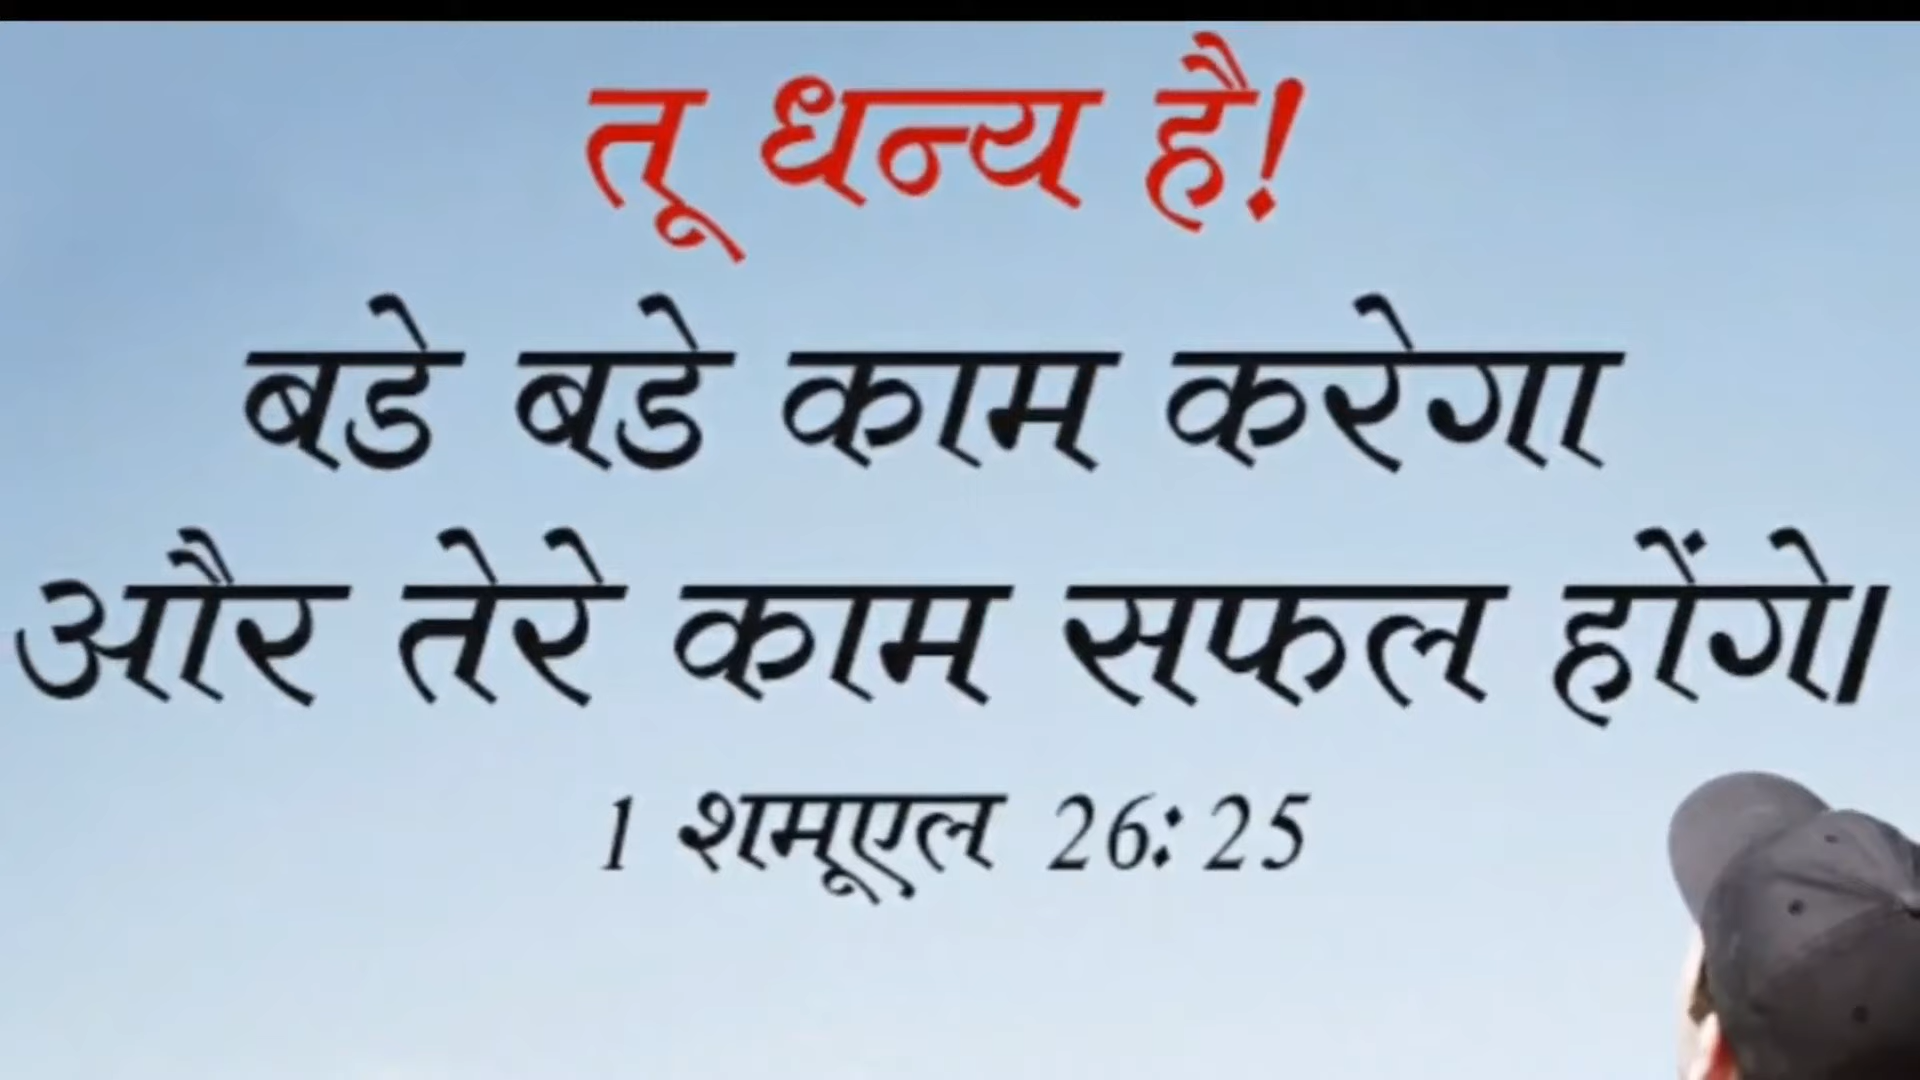 तू धन्य है!
बडे बडे काम करेगा
और तेरे काम सफल होंगे।
1 शमूएल 26:25